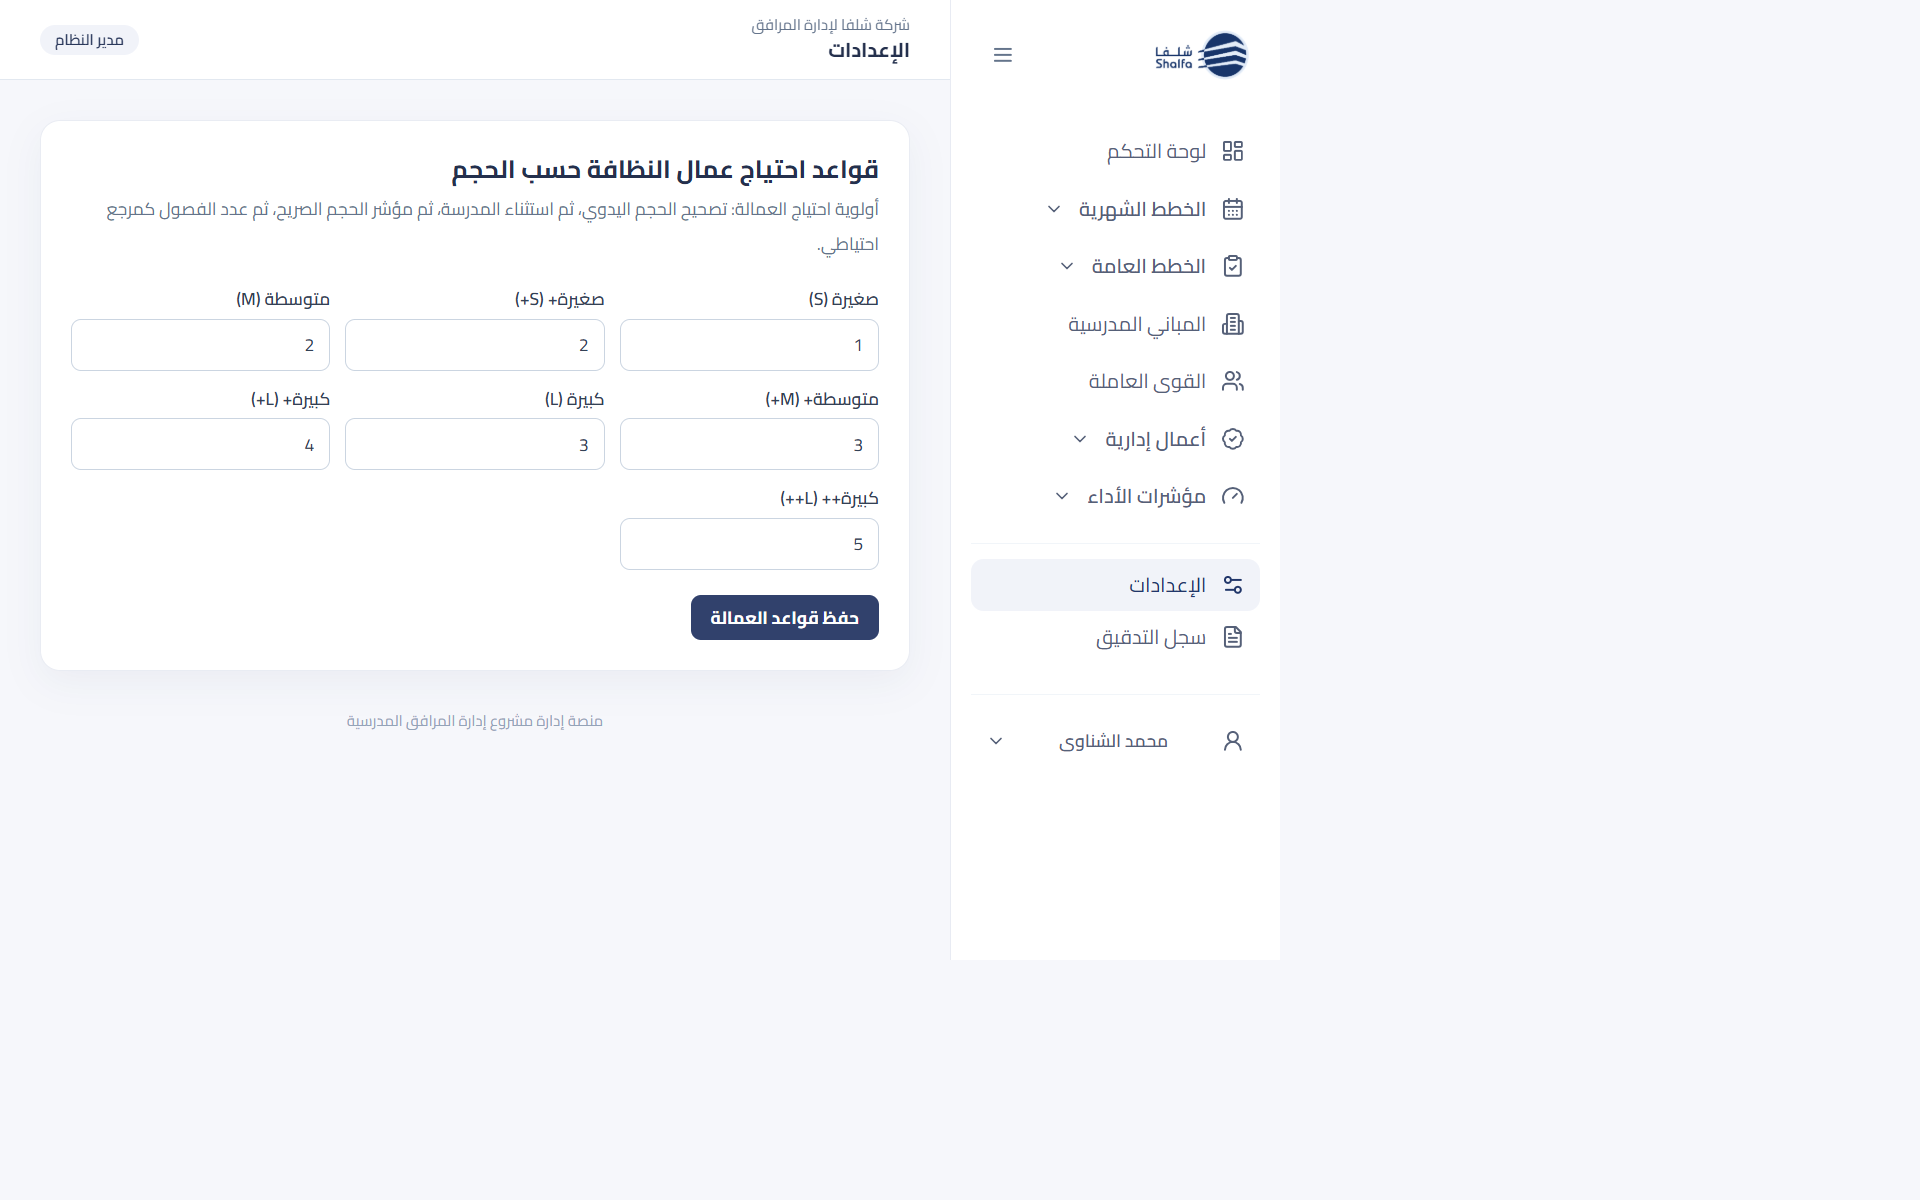 شلفا
Shalfa
لوحة التحكم
الخطط الشهرية
الخطط العامة
المباني المدرسية
القوى العاملة
أعمال إدارية
مؤشرات الأداء
الإعدادات
سجل التدقيق
محمد الشناوى
شركة شلفا لإدارة المرافق
الإعدادات
مدير النظام
قواعد احتياج عمال النظافة حسب الحجم
أولوية احتياج العمالة: تصحيح الحجم اليدوي، ثم استثناء المدرسة، ثم مؤشر الحجم الصريح، ثم عدد الفصول كمرجع
احتياطي.
صغيرة (S)
1
صغيرة+ (S+)
2
متوسطة (M)
2
متوسطة+ (M+)
3
كبيرة (L)
3
كبيرة+ (L+)
4
كبيرة++ (L++)
5
حفظ قواعد العمالة
منصة إدارة مشروع إدارة المرافق المدرسية